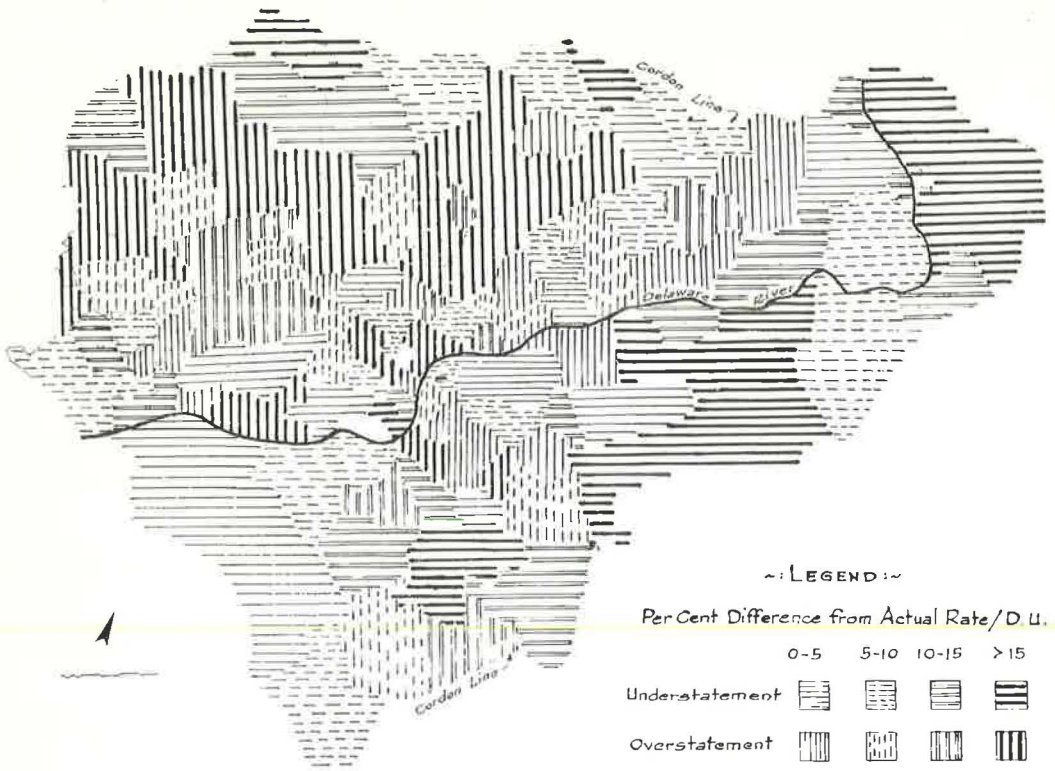 Cordon Line
Delaware River
Cordon Line
~:LEGEND:~
Per Cent Difference from Actual Rate/D.U.
0-5 5-10 10-15 >15
Understatement
Overstatement